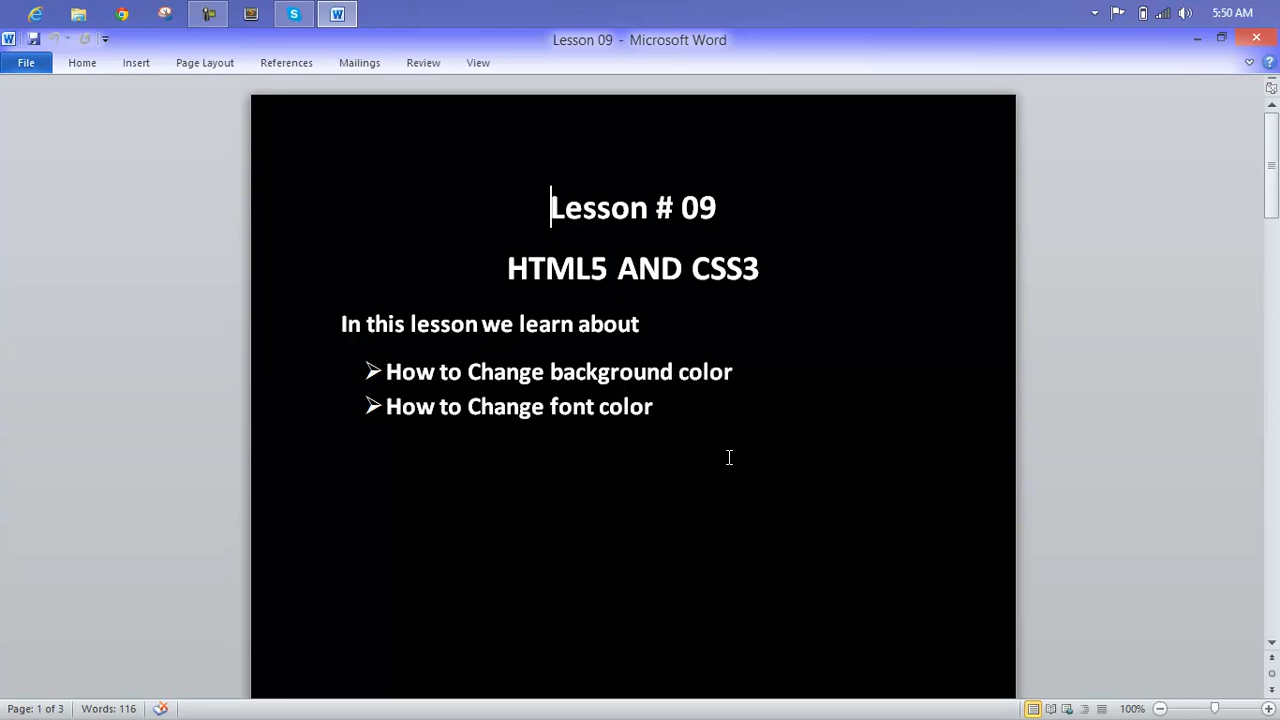 5:50 AM
Lesson 09 - Microsoft Word
File Home Insert Page Layout References Mailings Review View
Lesson # 09
HTML5 AND CSS3
In this lesson we learn about
➢ How to Change background color
➢ How to Change font color
Page: 1 of 3 Words: 116 100%